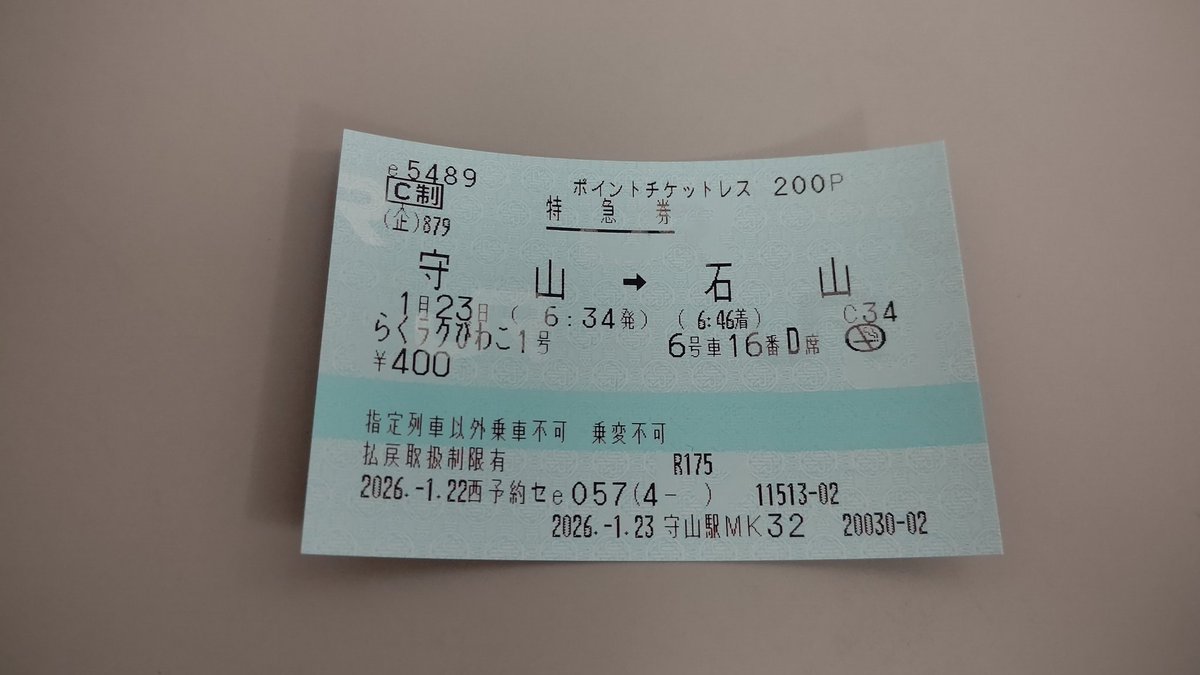 e5489
C制
ポイントチケットレス 200P
(企)879
特急券
守山 ➡ 石山
1月23日 ( 6:34発) ( 6:46着) C34
らくラクびわこ1号 6号車16番D席
￥400
指定列車以外乗車不可 乗変不可
払戻取扱制限有 R175
2026.-1.22西予約セe057(4- ) 11513-02
2026.-1.23 守山駅MK32 20030-02